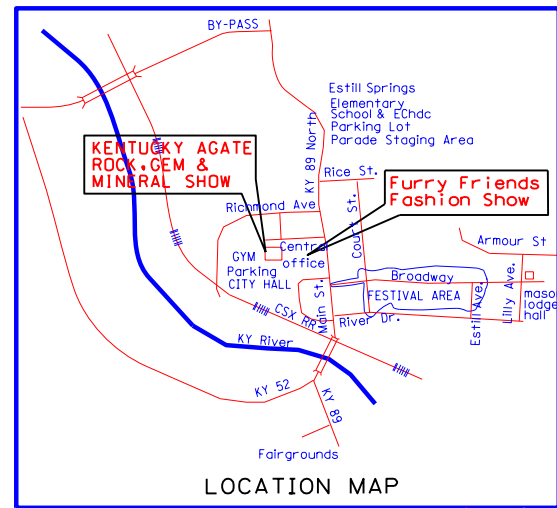 BY-PASS
Estill Springs
Elementary
School & EChdc
Parking Lot
Parade Staging Area
KENTUCKY AGATE
ROCK,GEM &
MINERAL SHOW
KY 89 North
Rice St.
Furry Friends
Fashion Show
Richmond Ave
Court St.
Central
office
GYM
Parking
CITY HALL
Armour St
Broadway
FESTIVAL AREA
Main St.
River Dr.
Estill Ave.
Lilly Ave.
mason
lodge
hall
CSX RR
KY River
KY 52
KY 89
Fairgrounds
LOCATION MAP